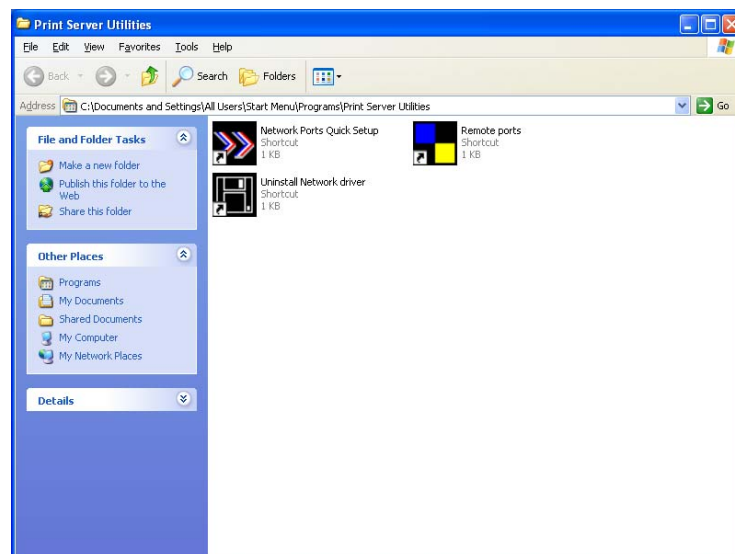 Print Server Utilities
File Edit View Favorites Tools Help
Back Search Folders
Address C:\Documents and Settings\All Users\Start Menu\Programs\Print Server Utilities Go
File and Folder Tasks
Make a new folder
Publish this folder to the
Web
Share this folder
Other Places
Programs
My Documents
Shared Documents
My Computer
My Network Places
Details
Network Ports Quick Setup
Shortcut
1 KB
Remote ports
Shortcut
1 KB
Uninstall Network driver
Shortcut
1 KB